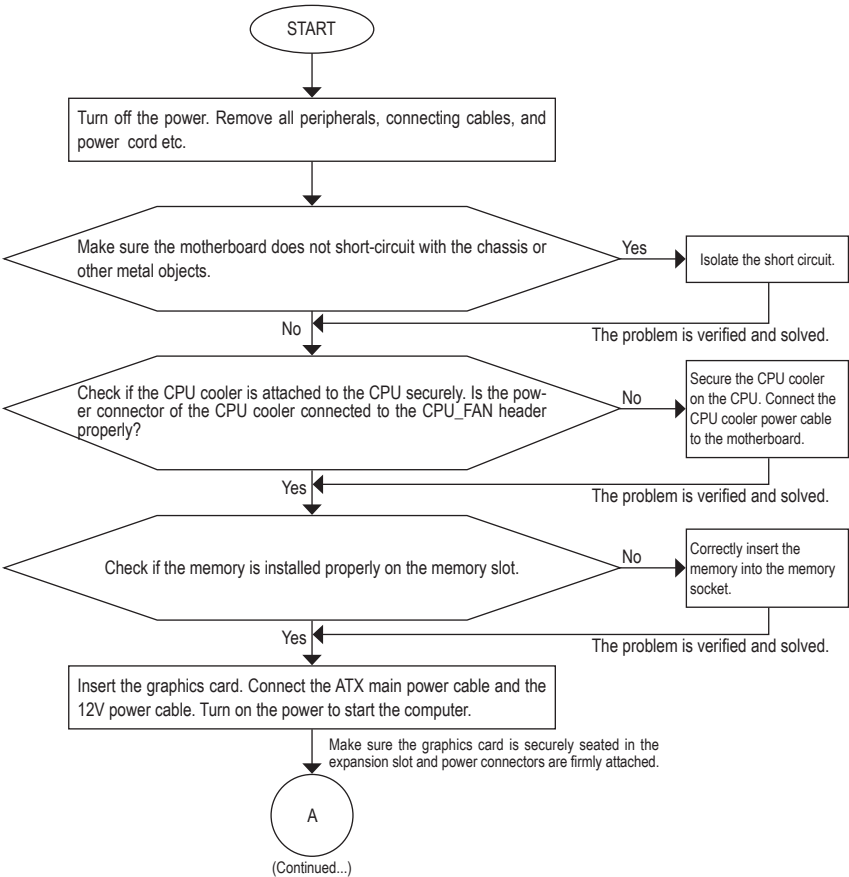 START
Turn off the power. Remove all peripherals, connecting cables, and
power cord etc.
Make sure the motherboard does not short-circuit with the chassis or
other metal objects.
Yes
Isolate the short circuit.
No
The problem is verified and solved.
Check if the CPU cooler is attached to the CPU securely. Is the pow-
er connector of the CPU cooler connected to the CPU_FAN header
properly?
No
Secure the CPU cooler
on the CPU. Connect the
CPU cooler power cable
to the motherboard.
Yes
The problem is verified and solved.
Check if the memory is installed properly on the memory slot.
No
Correctly insert the
memory into the memory
socket.
Yes
The problem is verified and solved.
Insert the graphics card. Connect the ATX main power cable and the
12V power cable. Turn on the power to start the computer.
Make sure the graphics card is securely seated in the
expansion slot and power connectors are firmly attached.
A
(Continued...)